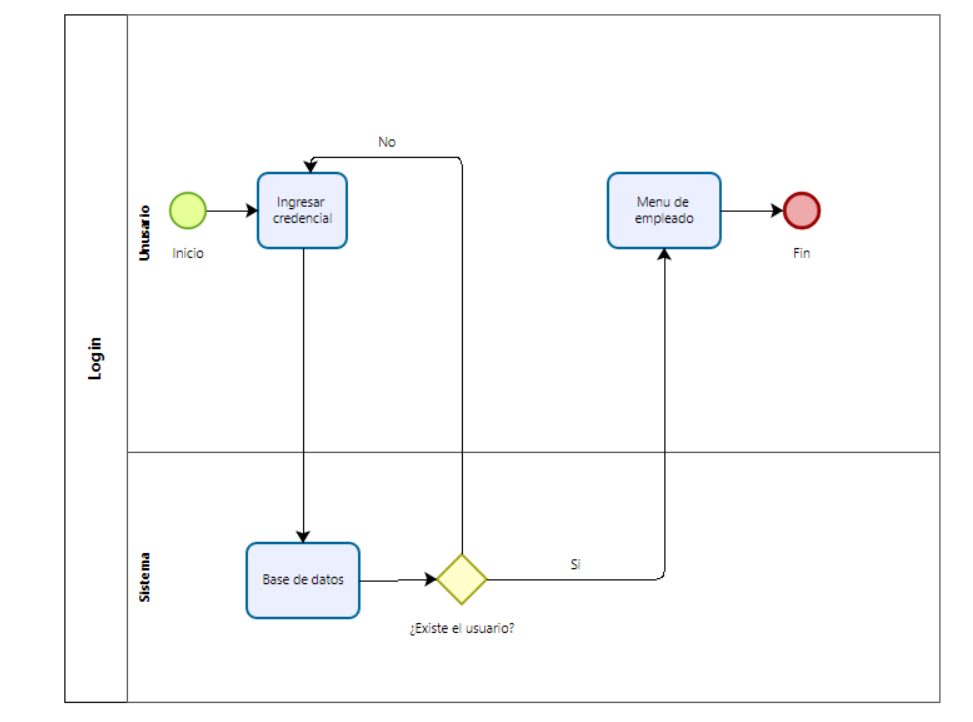 Login
Unusario
Inicio
Ingresar
credencial
No
Menu de
empleado
Fin
Sistema
Base de datos
¿Existe el usuario?
Si